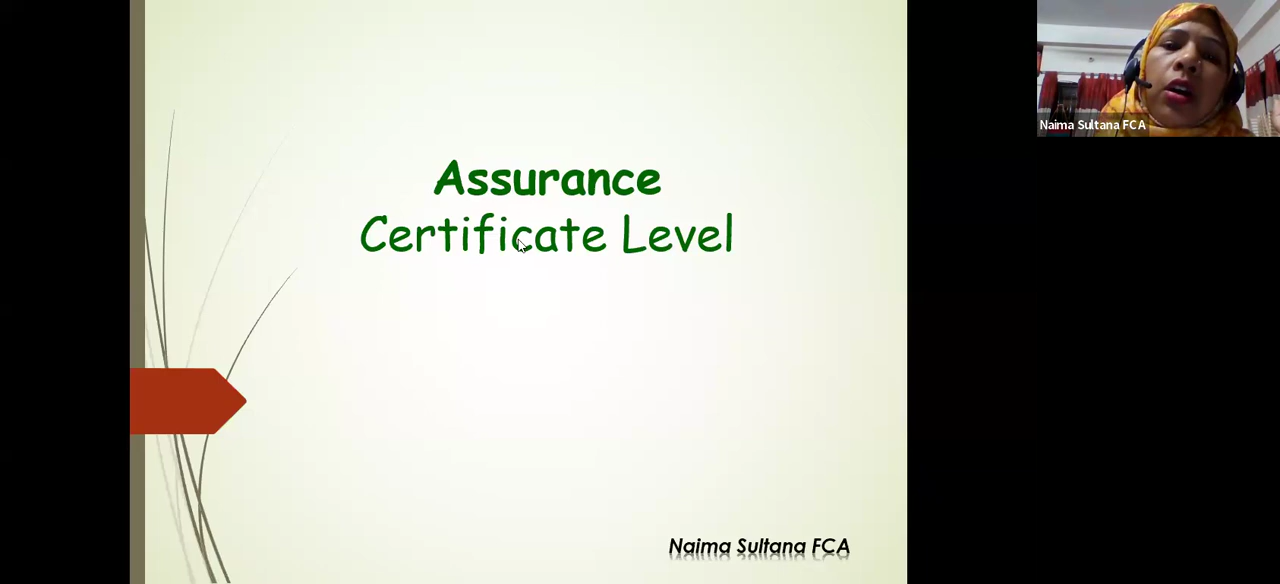 Assurance
Certificate Level
Naima Sultana FCA
Naima Sultana FCA